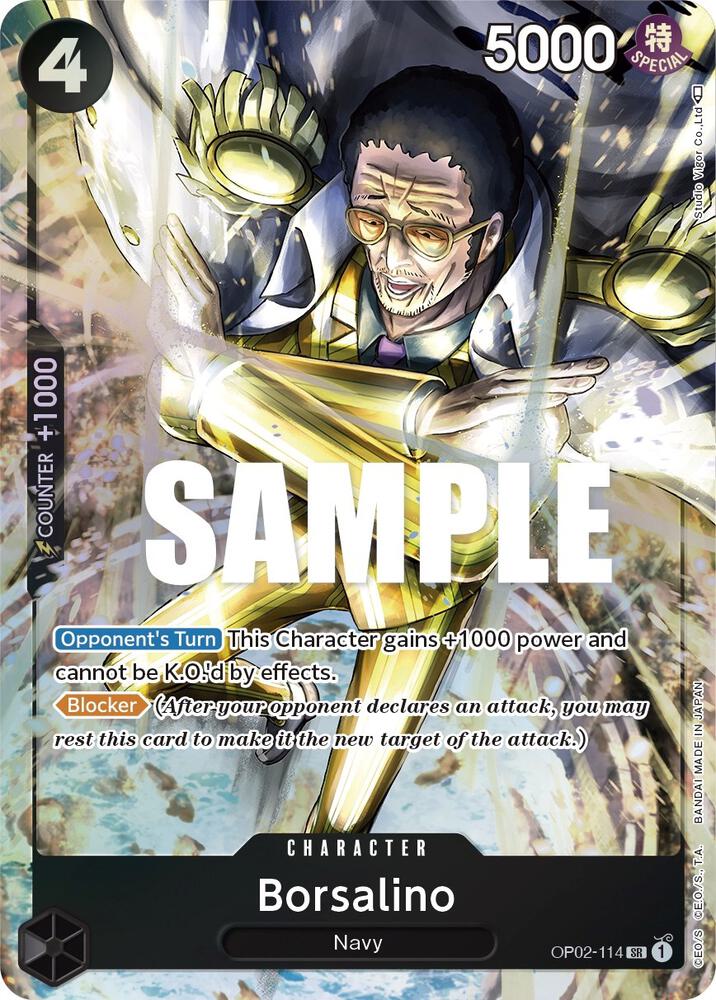 4
5000
特
SPECIAL
Studio Vigor Co.,Ltd
COUNTER +1000
SAMPLE
Opponent's Turn This Character gains +1000 power and
cannot be K.O.'d by effects.
Blocker (After your opponent declares an attack, you may
rest this card to make it the new target of the attack.)
CHARACTER
Borsalino
Navy
OP02-114 SR 1
©EO/S ©E.O./S., T.A. BANDAI MADE IN JAPAN